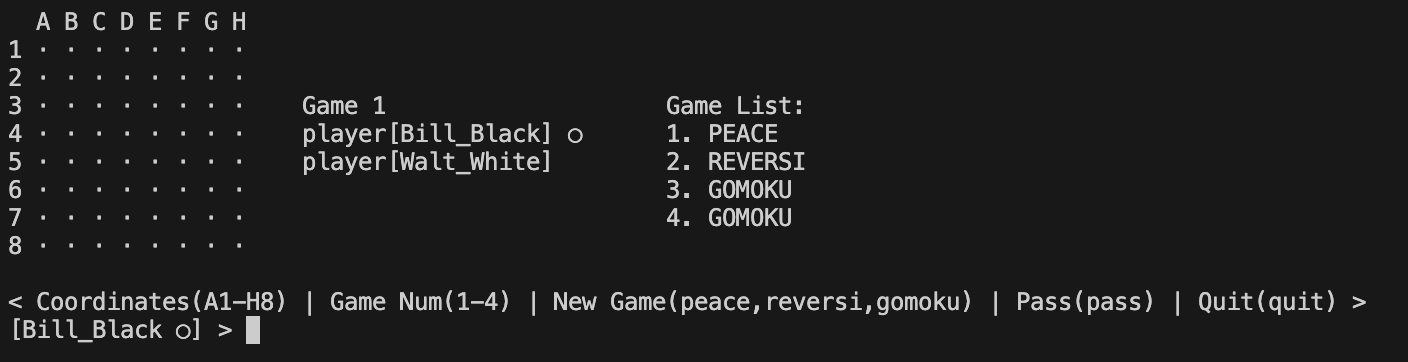 A B C D E F G H
1 · · · · · · · ·
2 · · · · · · · ·
3 · · · · · · · ·    Game 1                    Game List:
4 · · · · · · · ·    player[Bill_Black] ○      1. PEACE
5 · · · · · · · ·    player[Walt_White]        2. REVERSI
6 · · · · · · · ·                              3. GOMOKU
7 · · · · · · · ·                              4. GOMOKU
8 · · · · · · · ·
< Coordinates(A1-H8) | Game Num(1-4) | New Game(peace,reversi,gomoku) | Pass(pass) | Quit(quit) >
[Bill_Black ○] >